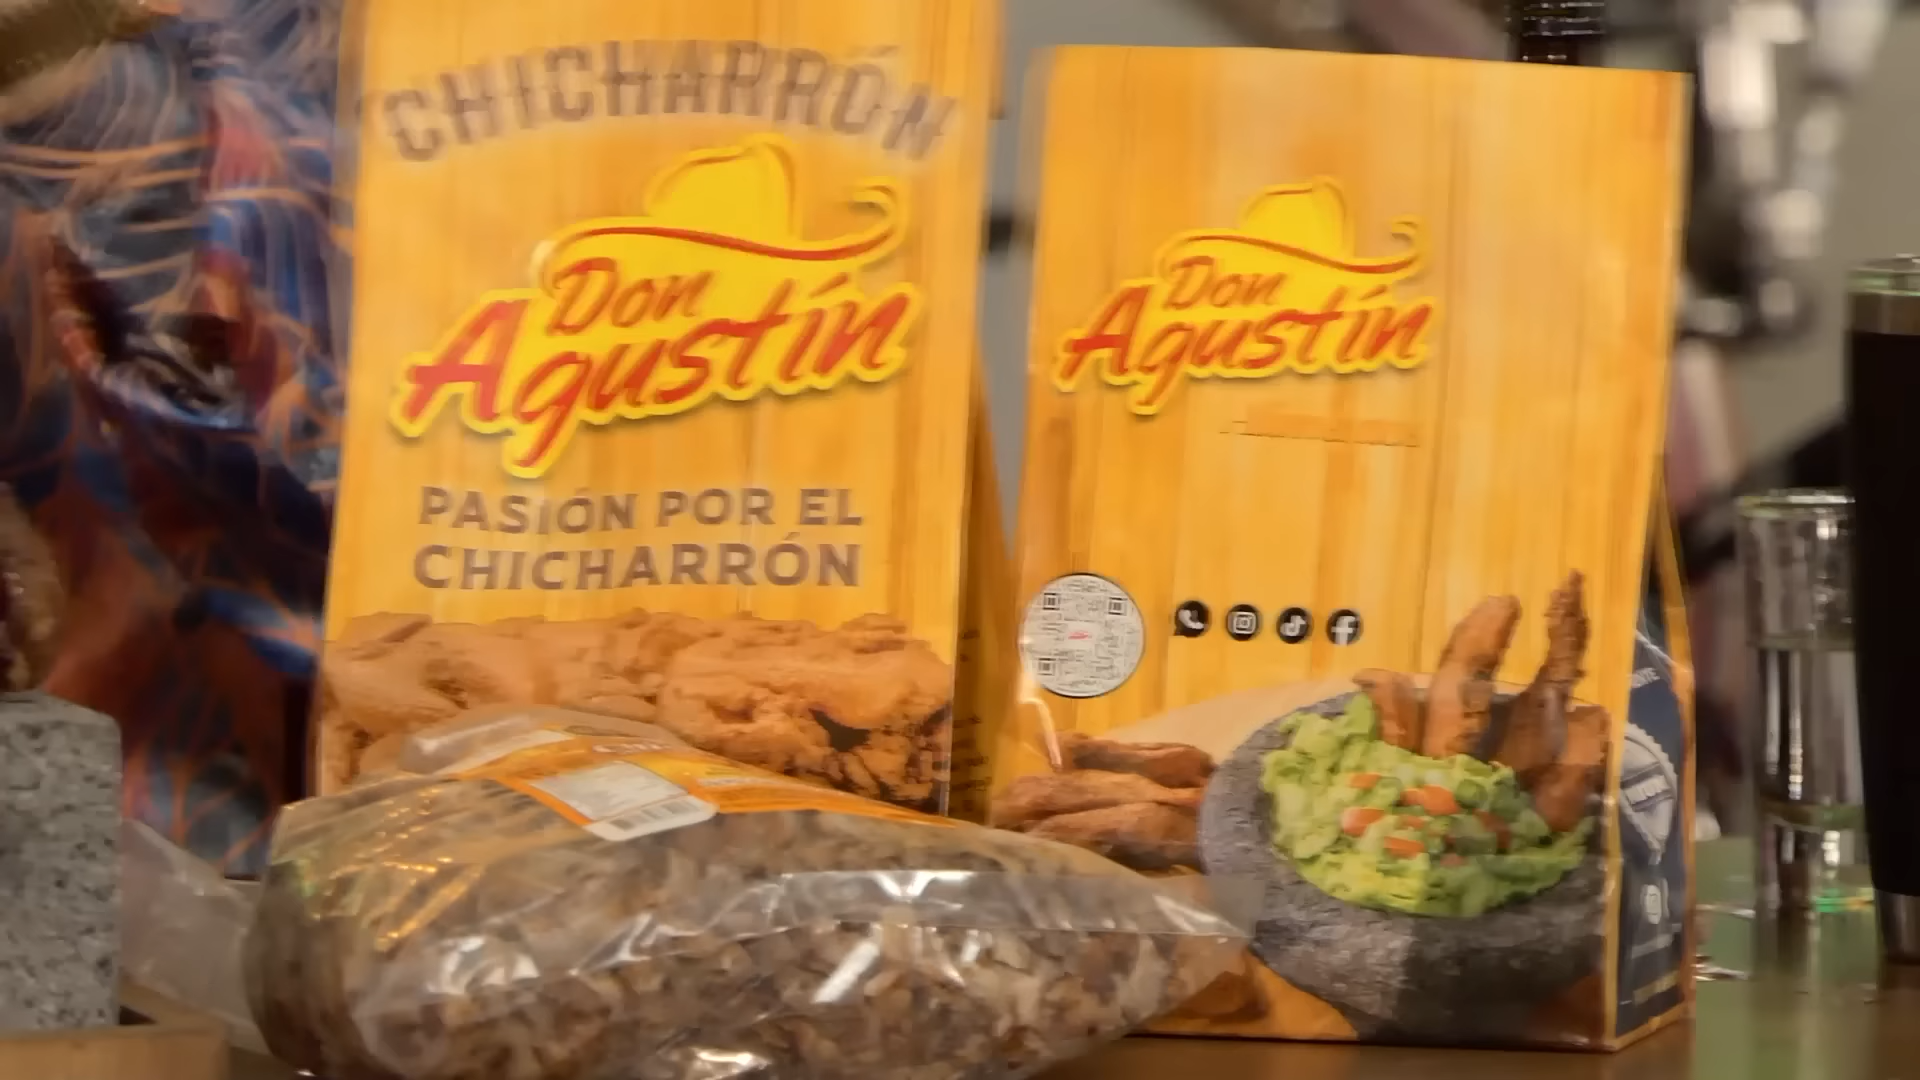 CHICHARRÓN
Don
Agustín
PASIÓN POR EL
CHICHARRÓN
Don
Agustín